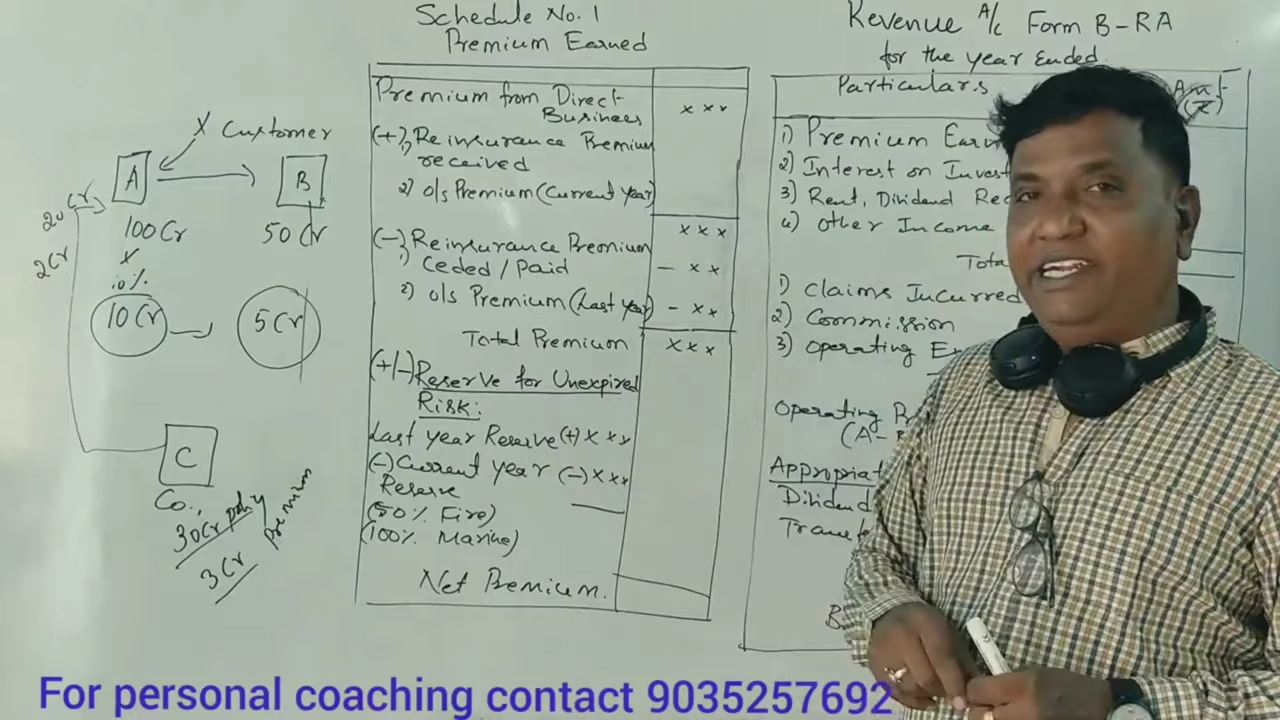 Schedule No. 1
Premium Earned
Premium from Direct
Business
xxx
(+) Reinsurance Premium
1)
received
2) o/s Premium (Current year)
xxx
(-) Reinsurance Premium
1) Ceded / Paid
- xx
2) o/s Premium (Last year)
- xx
Total Premium
xxx
(+/-) Reserve for Unexpired
Risk:
Last year Reserve (+) xxx
(-) Current year (-) xxx
Reserve
(50% Fire)
(100% Marine)
Net Premium.
Revenue A/c Form B-RA
for the year Ended.
Particulars
Amt
(₹)
1) Premium Earn
2) Interest on Invest
3) Rent, Dividend Rec
4) Other Income
Tota
1) Claims Incurred
2) Commission
3) Operating Ex
Operating Pr
(A-B
Appropriat
Dividend
Transf
B
X Customer
A
B
100 Cr
50 Cr
x
10%
10 Cr
5 Cr
20 Cr
2 Cr
C
Co.,
30 Cr policy
3 Cr Premium
For personal coaching contact 9035257692